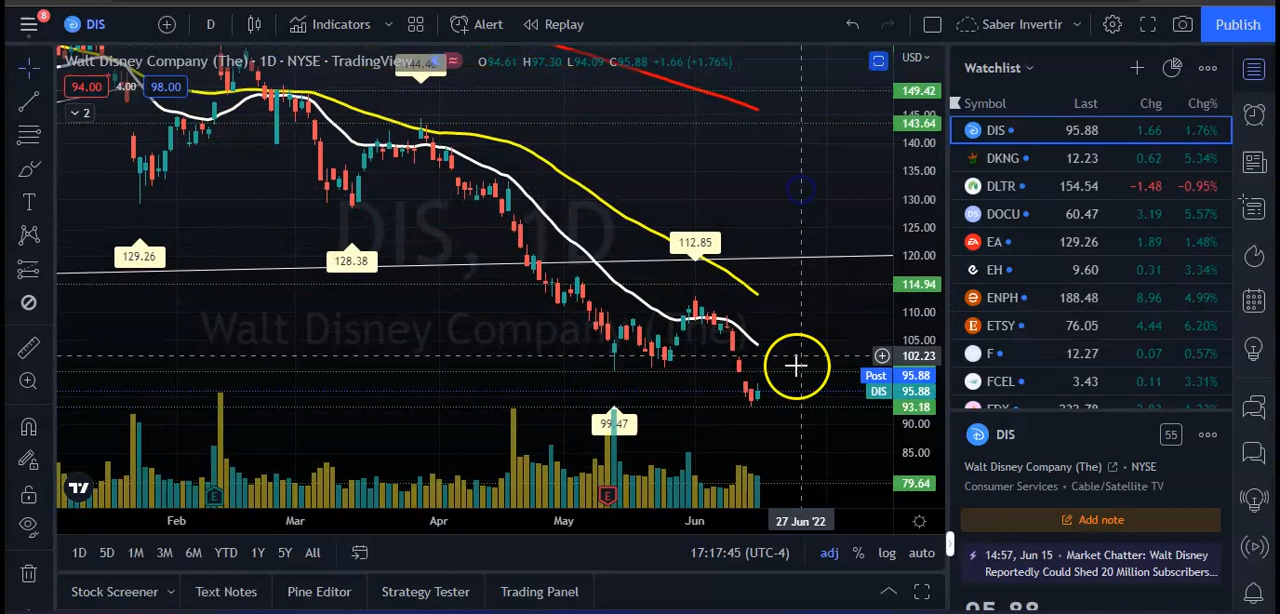 8
DIS
D
Indicators
Alert
Replay
Saber Invertir
Publish
Walt Disney Company (The) · 1D · NYSE · TradingView
O94.61 H97.30 L94.09 C95.88 +1.66 (+1.76%)
USD
94.00 4.00 98.00
2
144.46
149.42
143.64
140.00
135.00
130.00
125.00
120.00
114.94
110.00
105.00
102.23
Post 95.88
DIS 95.88
93.18
90.00
85.00
79.64
DIS, 1D
Walt Disney Company (The)
129.26
128.38
112.85
99.47
E
E
Feb
Mar
Apr
May
Jun
27 Jun '22
1D 5D 1M 3M 6M YTD 1Y 5Y All
17:17:45 (UTC-4)
adj % log auto
Stock Screener
Text Notes
Pine Editor
Strategy Tester
Trading Panel
Watchlist
Symbol Last Chg Chg%
DIS 95.88 1.66 1.76%
DKNG 12.23 0.62 5.34%
DLTR 154.54 −1.48 −0.95%
DOCU 60.47 3.19 5.57%
EA 129.26 1.89 1.48%
EH 9.60 0.31 3.34%
ENPH 188.48 8.96 4.99%
ETSY 76.05 4.44 6.20%
F 12.27 0.07 0.57%
FCEL 3.43 0.11 3.31%
DIS
55
Walt Disney Company (The) • NYSE
Consumer Services • Cable/Satellite TV
Add note
14:57, Jun 15 • Market Chatter: Walt Disney
Reportedly Could Shed 20 Million Subscribers...